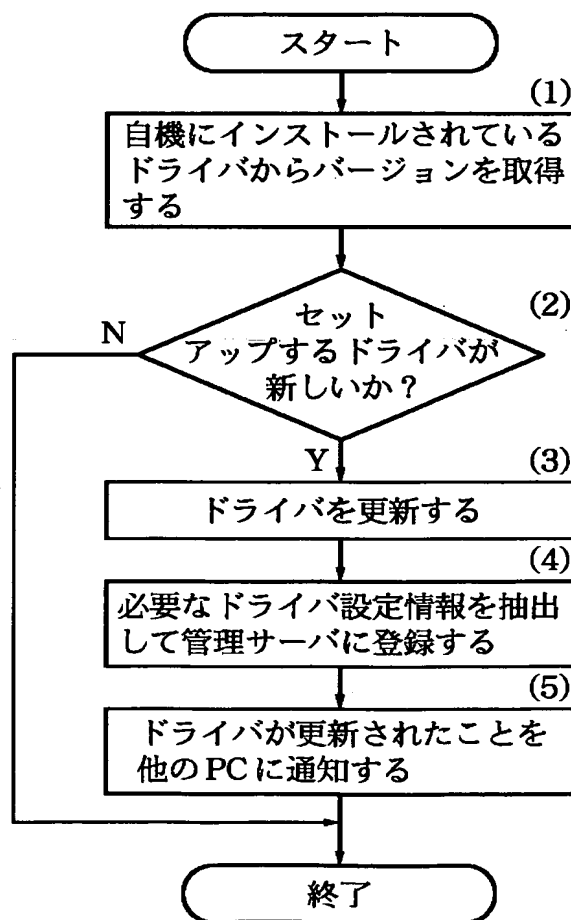 スタート
(1)
自機にインストールされている
ドライバからバージョンを取得
する
(2)
セット
アップするドライバが
新しいか?
N
Y
(3)
ドライバを更新する
(4)
必要なドライバ設定情報を抽出
して管理サーバに登録する
(5)
ドライバが更新されたことを
他のPCに通知する
終了